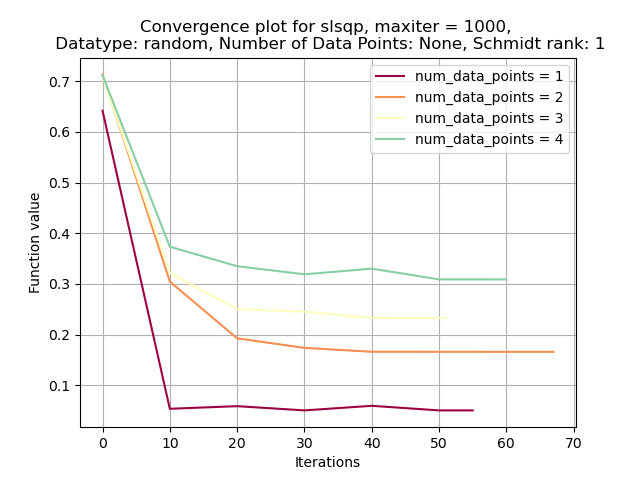 Convergence plot for slsqp, maxiter = 1000,
Datatype: random, Number of Data Points: None, Schmidt rank: 1
num_data_points = 1
num_data_points = 2
num_data_points = 3
num_data_points = 4
Function value
0.7
0.6
0.5
0.4
0.3
0.2
0.1
0 10 20 30 40 50 60 70
Iterations